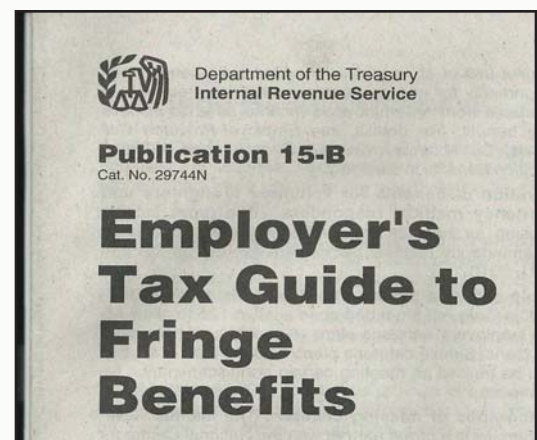 Department of the Treasury
Internal Revenue Service
Publication 15-B
Cat. No. 29744N
Employer's
Tax Guide to
Fringe
Benefits